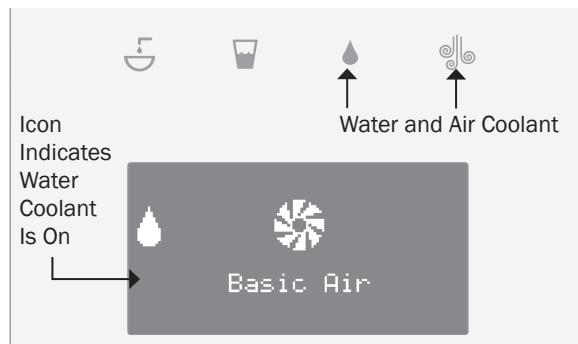 Water and Air Coolant
Icon
Indicates
Water
Coolant
Is On
Basic Air